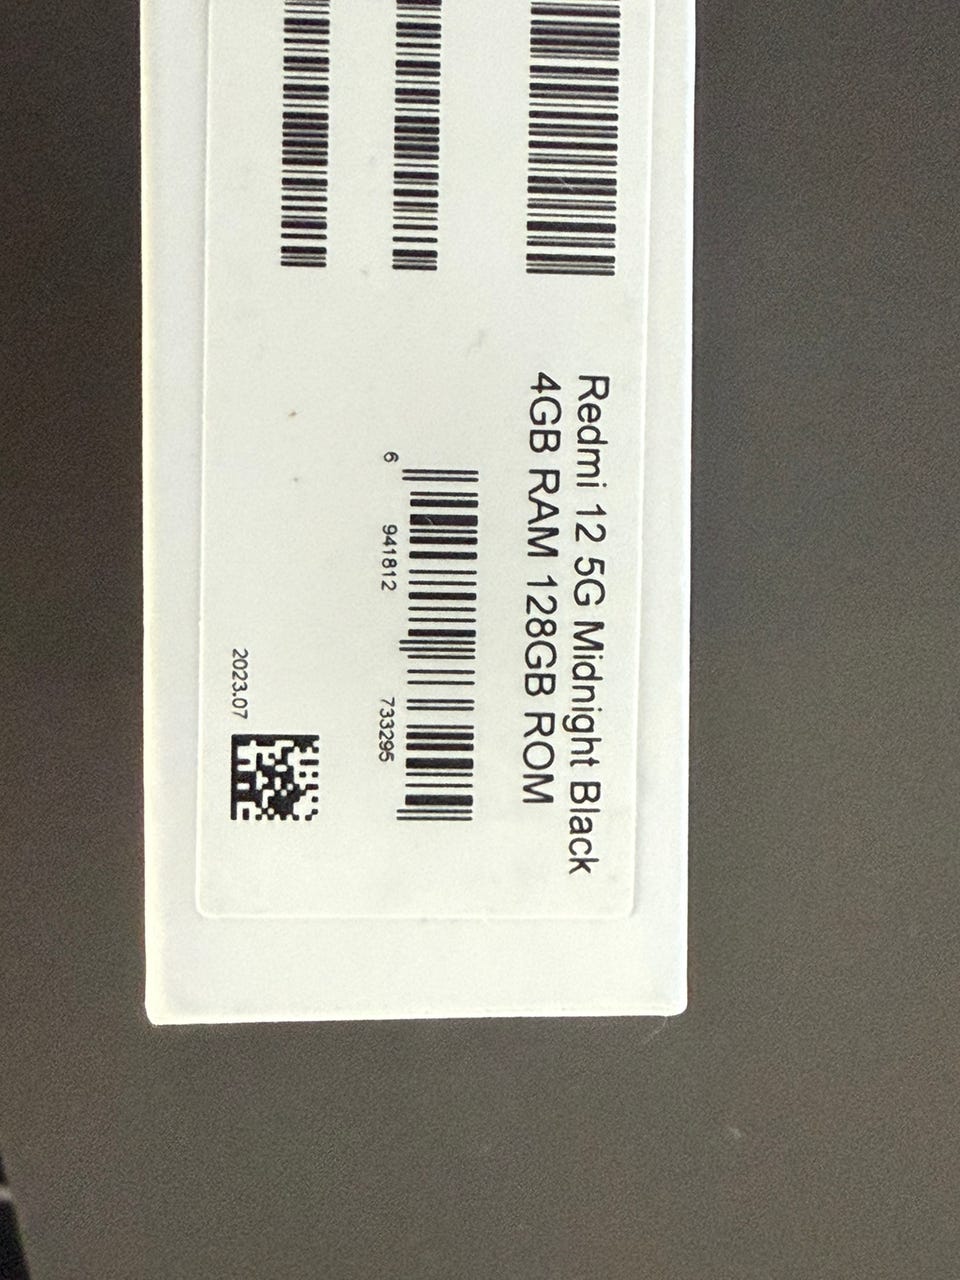 Redmi 12 5G Midnight Black
4GB RAM 128GB ROM
6 941812 733295
2023.07